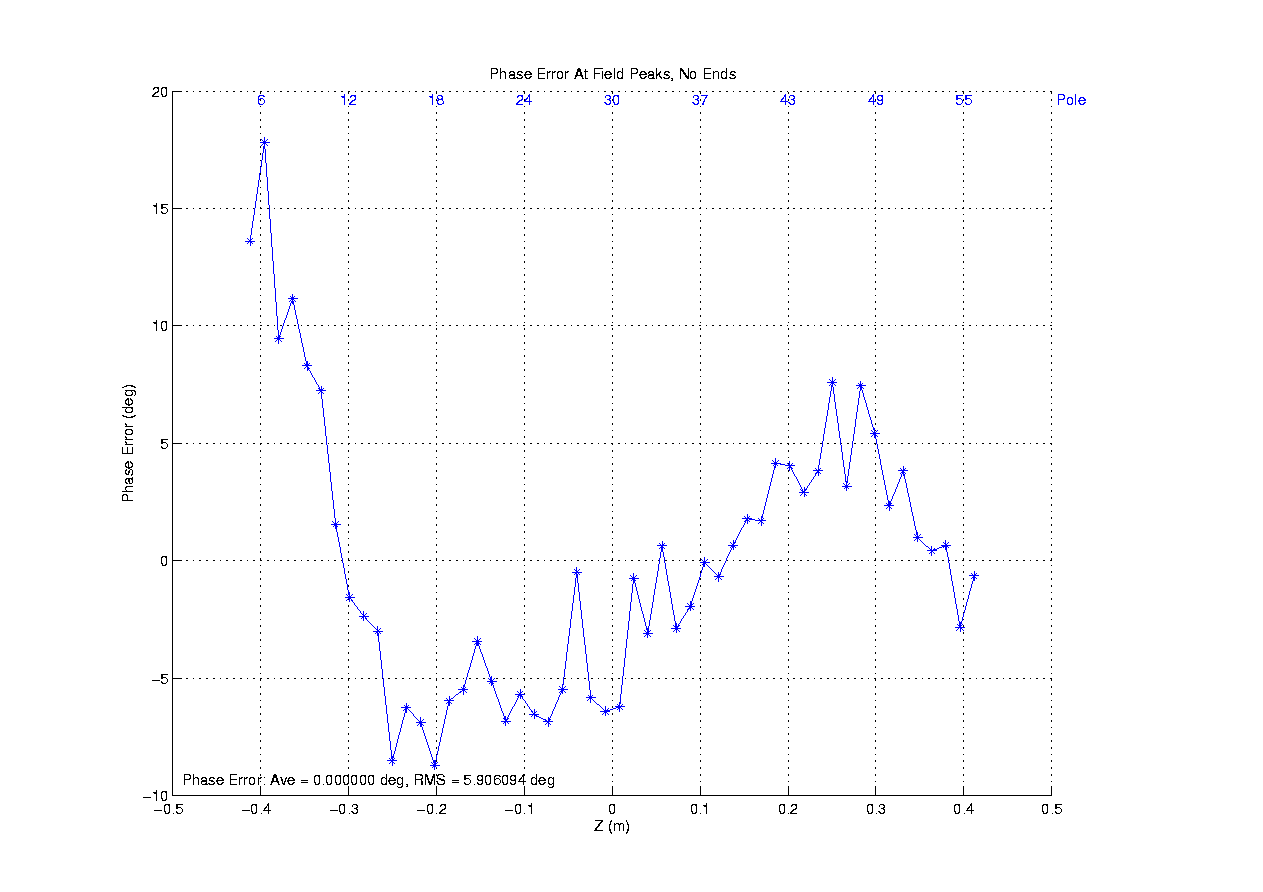 Phase Error At Field Peaks, No Ends
6 12 18 24 30 37 43 49 55 Pole
20
15
10
5
0
−5
−10
Phase Error (deg)
Phase Error: Ave = 0.000000 deg, RMS = 5.906094 deg
−0.5 −0.4 −0.3 −0.2 −0.1 0 0.1 0.2 0.3 0.4 0.5
Z (m)